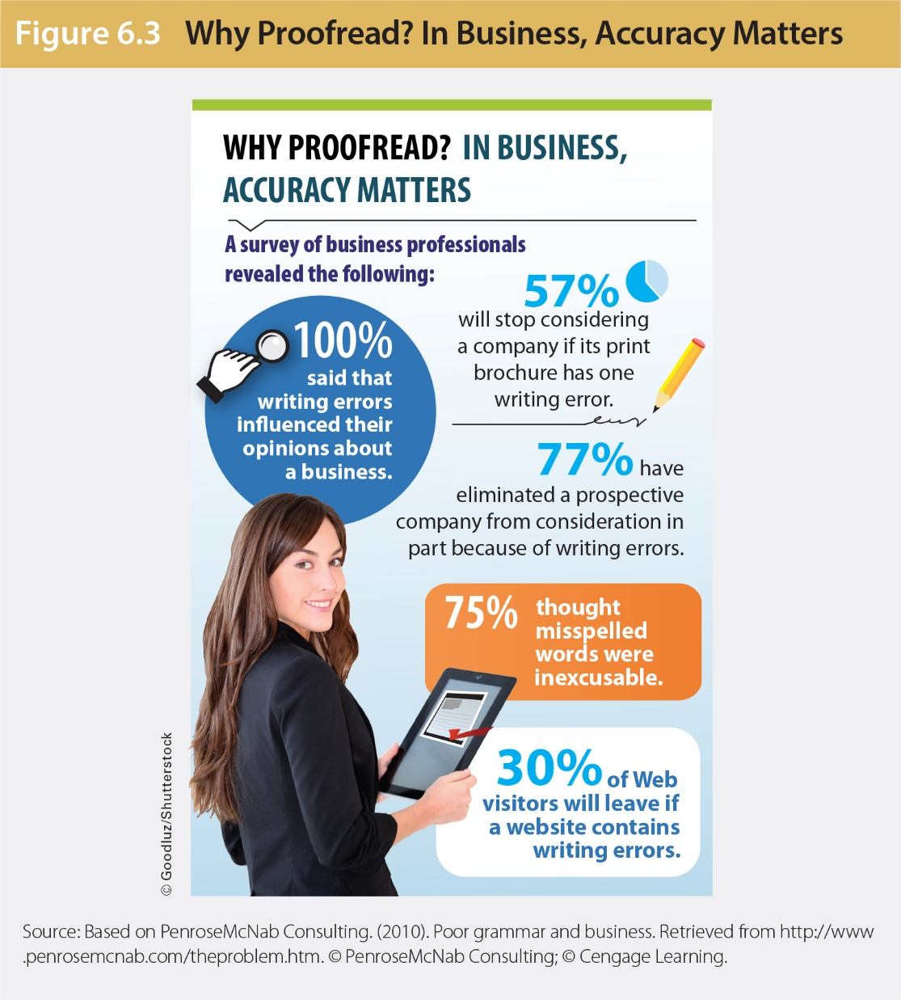 Figure 6.3 Why Proofread? In Business, Accuracy Matters
WHY PROOFREAD? IN BUSINESS,
ACCURACY MATTERS
A survey of business professionals
revealed the following:
100%
said that
writing errors
influenced their
opinions about
a business.
57%
will stop considering
a company if its print
brochure has one
writing error.
77% have
eliminated a prospective
company from consideration in
part because of writing errors.
75% thought
misspelled
words were
inexcusable.
30% of Web
visitors will leave if
a website contains
writing errors.
© Goodluz/Shutterstock
Source: Based on PenroseMcNab Consulting. (2010). Poor grammar and business. Retrieved from http://www
.penrosemcnab.com/theproblem.htm. © PenroseMcNab Consulting; © Cengage Learning.